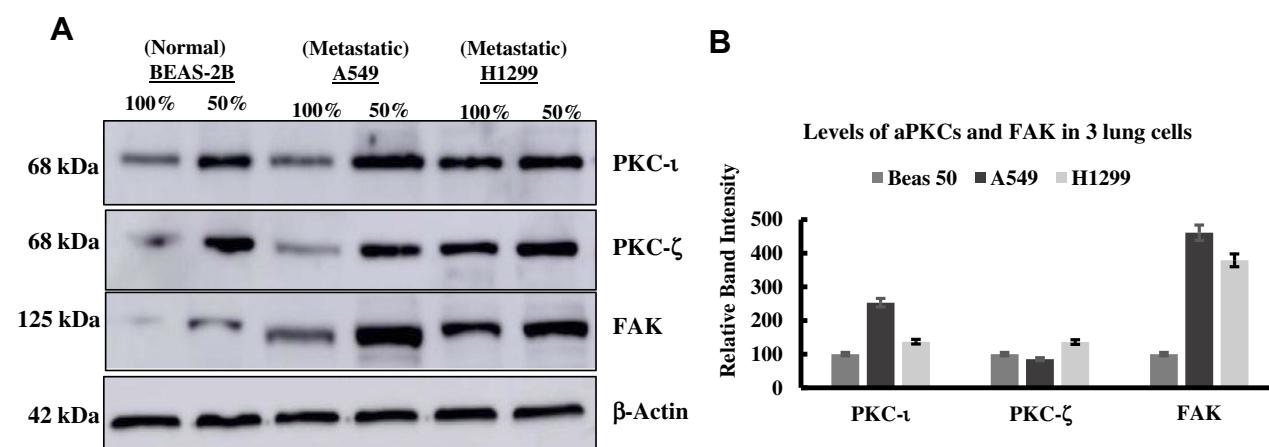 A
(Normal) (Metastatic) (Metastatic)
BEAS-2B A549 H1299
100% 50% 100% 50% 100% 50%
68 kDa PKC-ι
68 kDa PKC-ζ
125 kDa FAK
42 kDa β-Actin
B
Levels of aPKCs and FAK in 3 lung cells
Beas 50 A549 H1299
Relative Band Intensity
500
400
300
200
100
0
PKC-ι PKC-ζ FAK